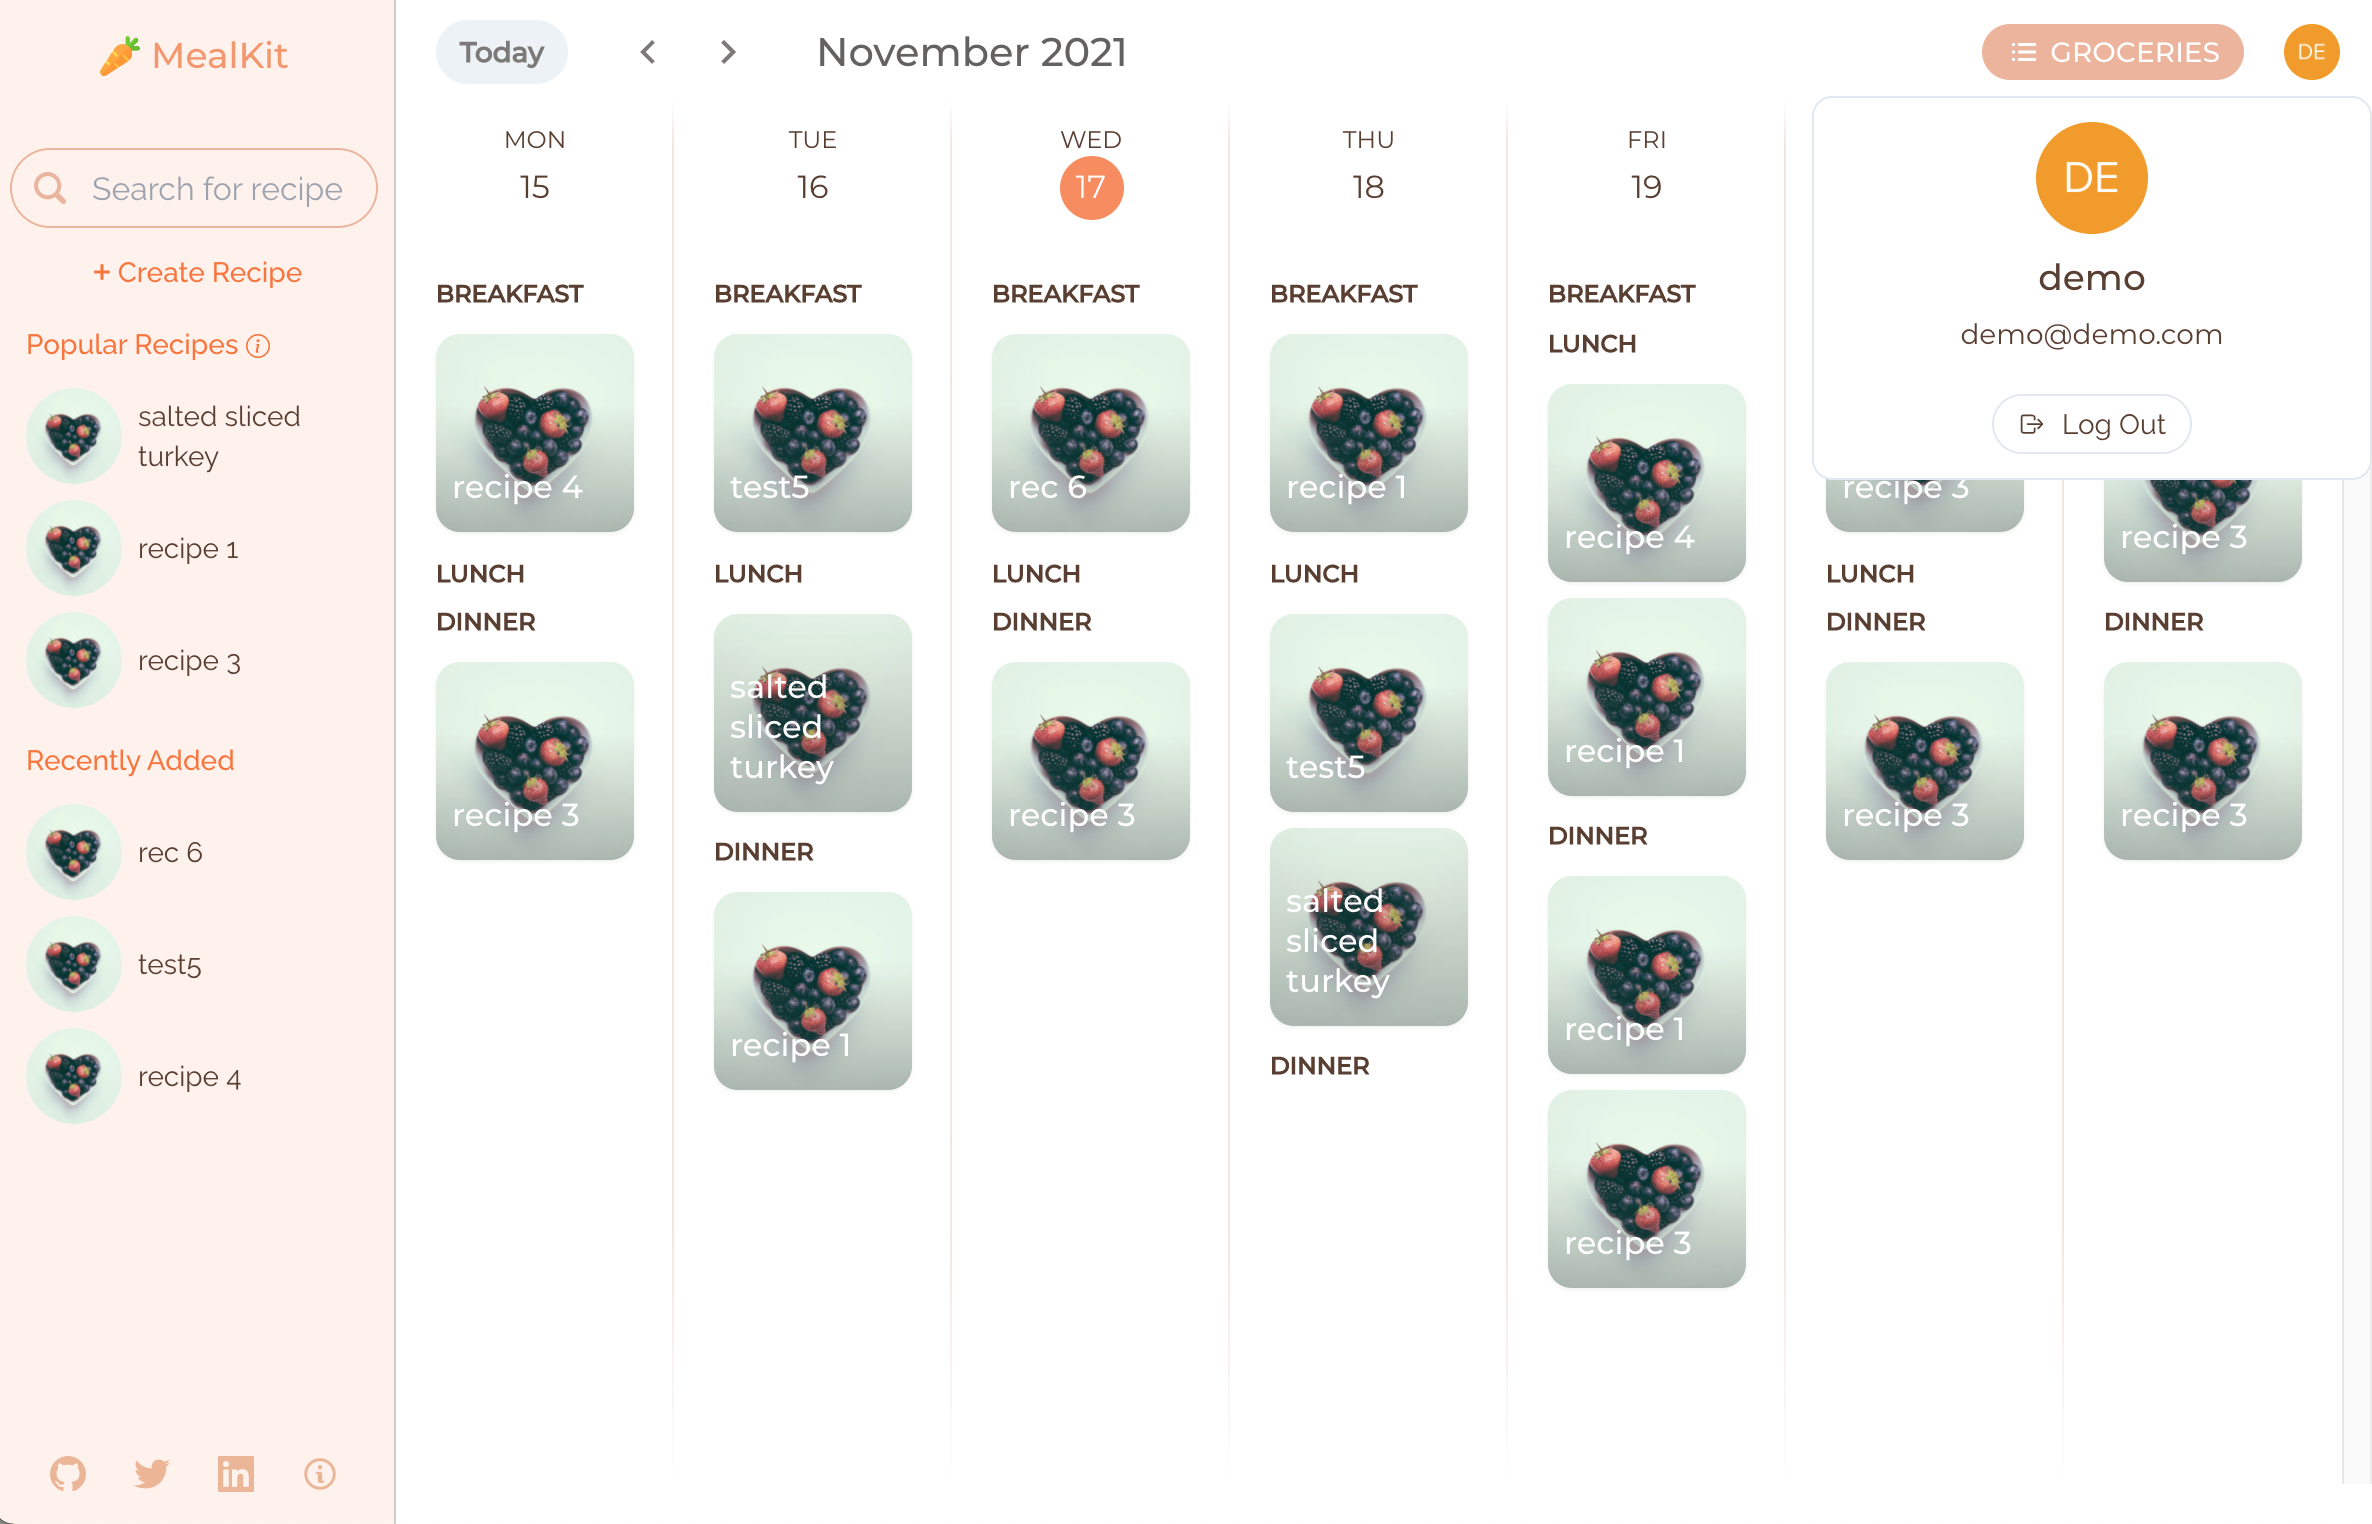 MealKit
Search for recipe
+ Create Recipe
Popular Recipes
salted sliced
turkey
recipe 1
recipe 3
Recently Added
rec 6
test5
recipe 4
Today
November 2021
GROCERIES
DE
MON
15
BREAKFAST
recipe 4
LUNCH
DINNER
recipe 3
TUE
16
BREAKFAST
test5
LUNCH
salted
sliced
turkey
DINNER
recipe 1
WED
17
BREAKFAST
rec 6
LUNCH
DINNER
recipe 3
THU
18
BREAKFAST
recipe 1
LUNCH
test5
salted
sliced
turkey
DINNER
FRI
19
BREAKFAST
LUNCH
recipe 4
recipe 1
DINNER
recipe 1
recipe 3
DE
demo
demo@demo.com
Log Out
recipe 3
LUNCH
DINNER
recipe 3
recipe 3
DINNER
recipe 3